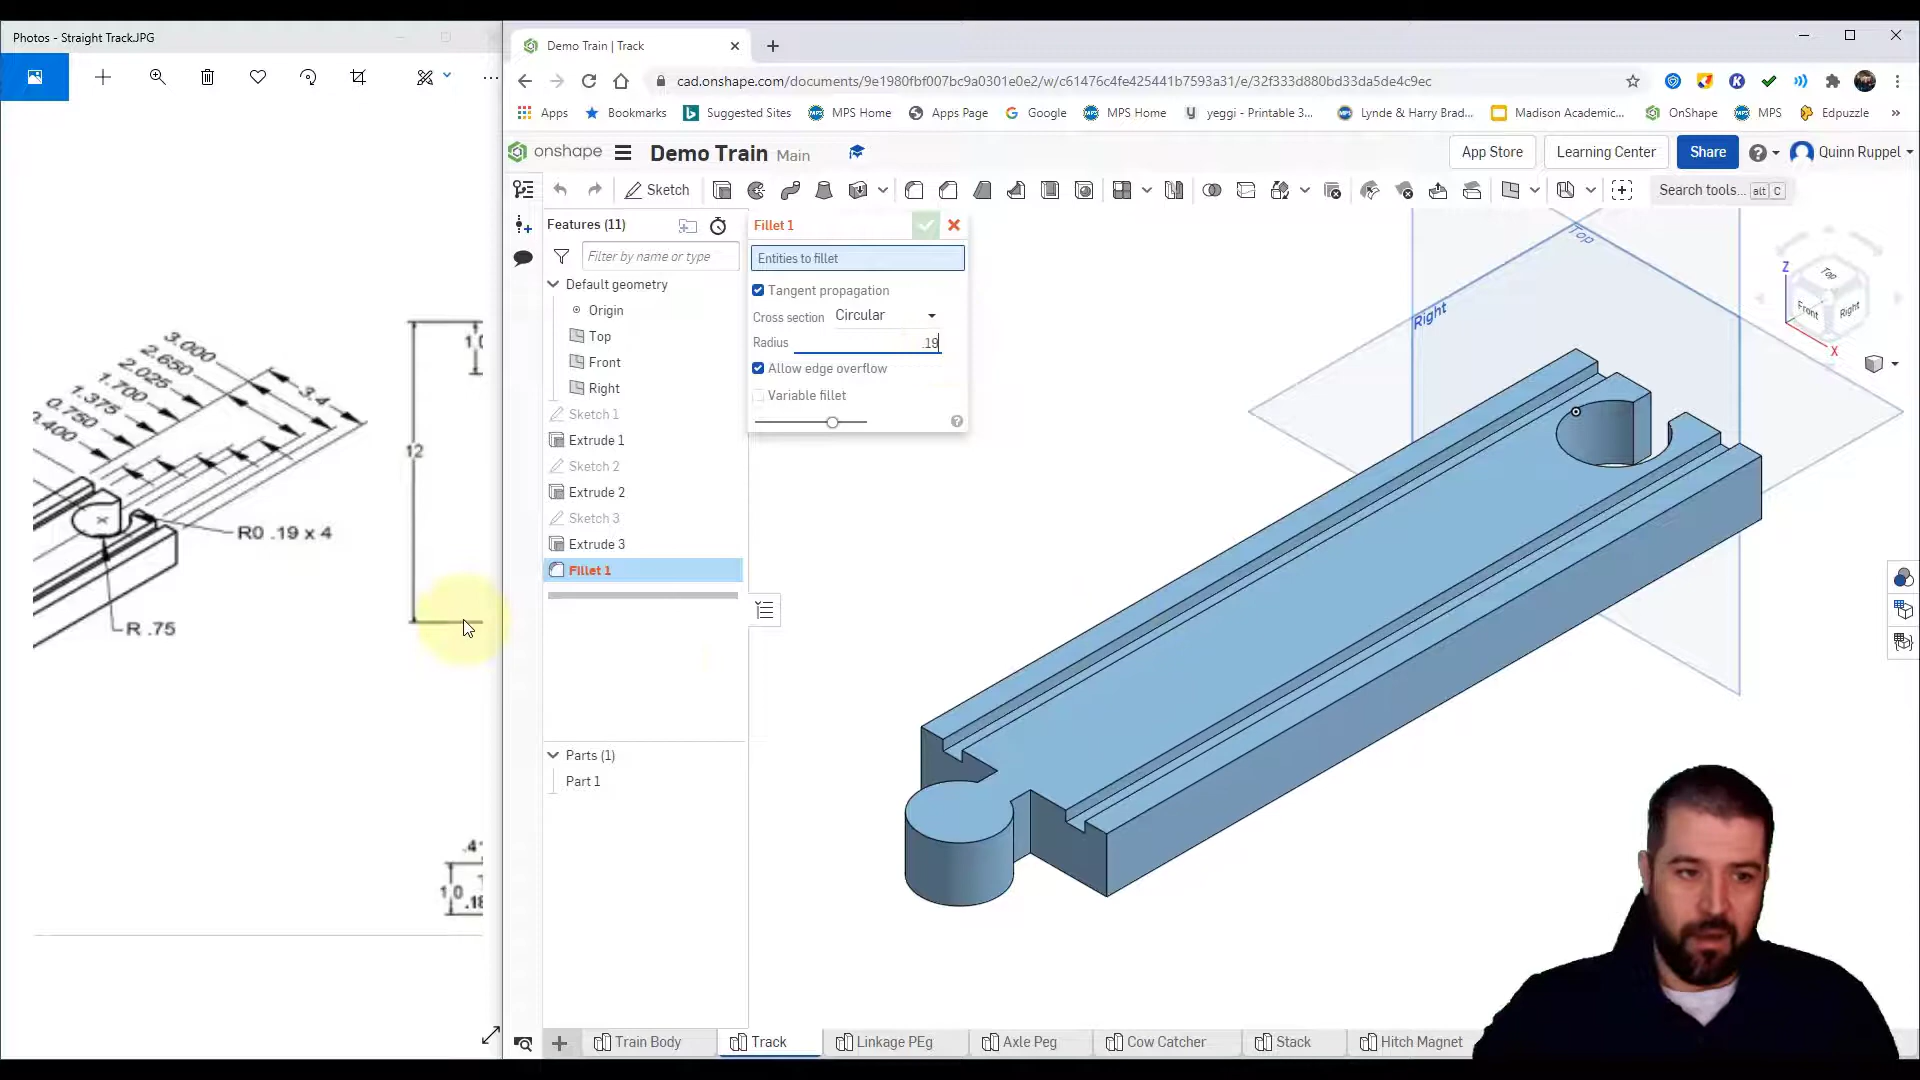 Photos - Straight Track.JPG
3.000
2.650
2.025
1.700
1.375
0.750
0.400
3.4
R0 .19 x 4
R .75
12
1.0
Demo Train | Track
cad.onshape.com/documents/9e1980fbf007bc9a0301e0e2/w/c61476c4fe425441b7593a31/e/32f333d880bd33da5de4c9ec
Apps
Bookmarks
Suggested Sites
MPS Home
Apps Page
Google
MPS Home
yeggi - Printable 3...
Lynde & Harry Brad...
Madison Academic...
OnShape
MPS
Edpuzzle
»
onshape
Demo Train Main
App Store
Learning Center
Share
Quinn Ruppel
Sketch
Search tools... alt C
Features (11)
Filter by name or type
Default geometry
Origin
Top
Front
Right
Sketch 1
Extrude 1
Sketch 2
Extrude 2
Sketch 3
Extrude 3
Fillet 1
Parts (1)
Part 1
Fillet 1
Entities to fillet
Tangent propagation
Cross section Circular
Radius .19
Allow edge overflow
Variable fillet
Top
Right
Z
Top
Front
Right
X
Train Body
Track
Linkage PEg
Axle Peg
Cow Catcher
Stack
Hitch Magnet